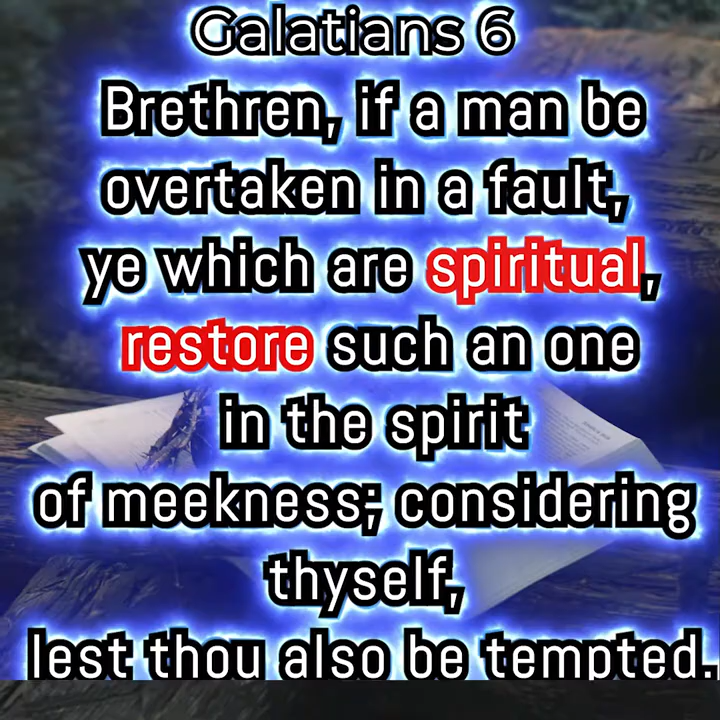 Galatians 6
Brethren, if a man be
overtaken in a fault,
ye which are spiritual,
restore such an one
in the spirit
of meekness; considering
thyself,
lest thou also be tempted.